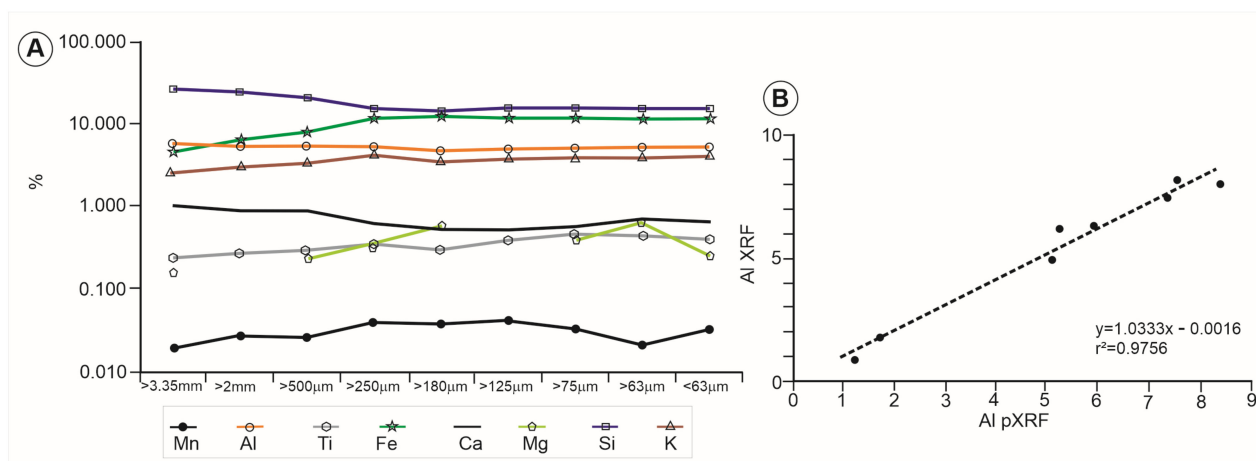 A
100.000
10.000
%
1.000
0.100
0.010
>3.35mm >2mm >500μm >250μm >180μm >125μm >75μm >63μm <63μm
Mn Al Ti Fe Ca Mg Si K
B
10
Al XRF
5
0
y=1.0333x - 0.0016
r²=0.9756
0 1 2 3 4 5 6 7 8 9
Al pXRF